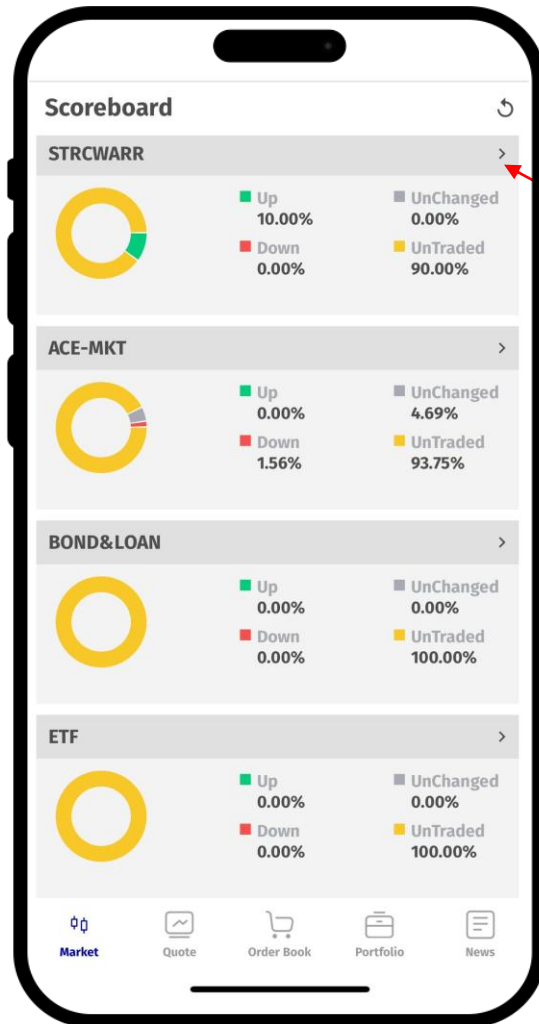 Scoreboard
STRCWARR
Up UnChanged
10.00% 0.00%
Down UnTraded
0.00% 90.00%
ACE-MKT
Up UnChanged
0.00% 4.69%
Down UnTraded
1.56% 93.75%
BOND&LOAN
Up UnChanged
0.00% 0.00%
Down UnTraded
0.00% 100.00%
ETF
Up UnChanged
0.00% 0.00%
Down UnTraded
0.00% 100.00%
Market Quote Order Book Portfolio News